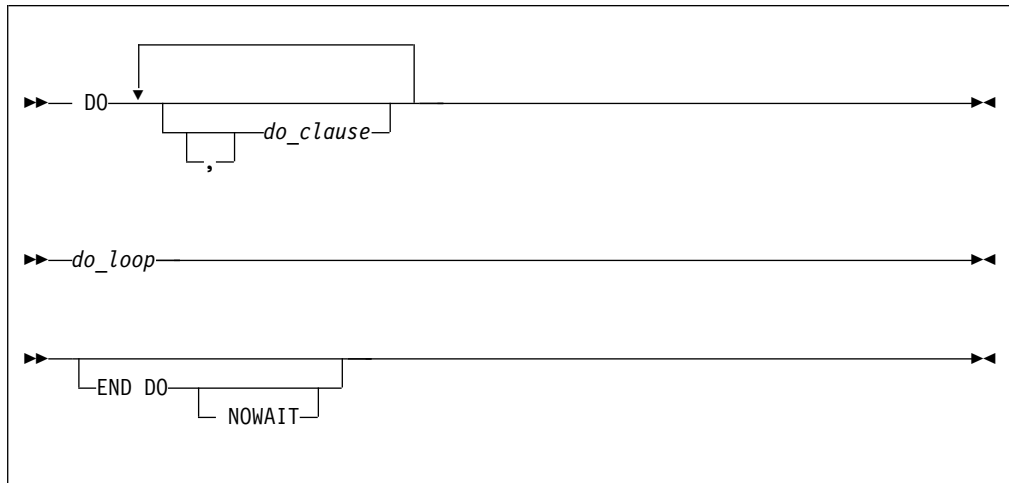 DO
do_clause
,
do_loop
END DO
NOWAIT